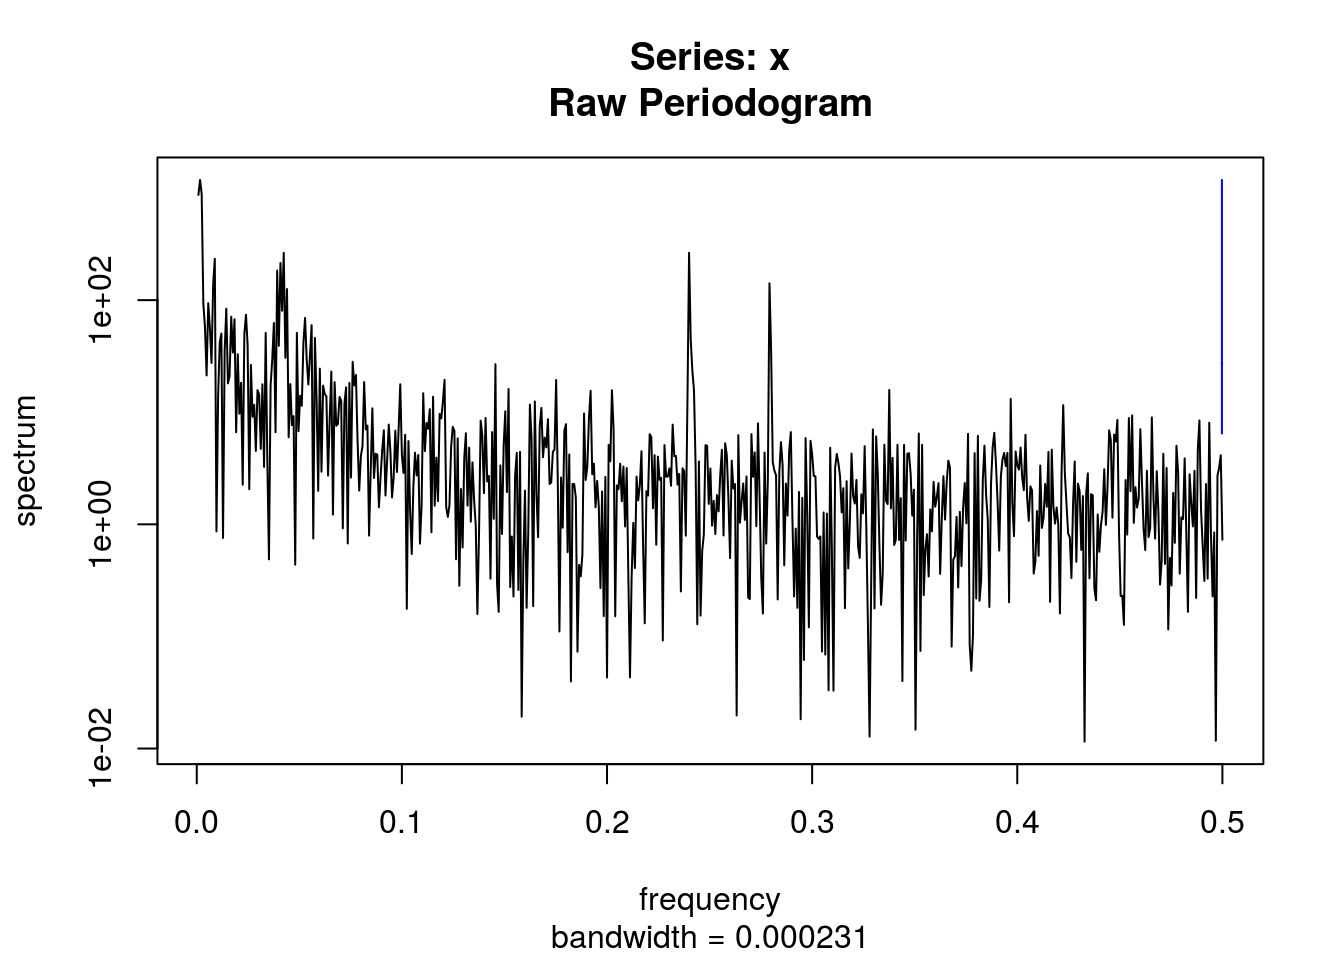 Series: x
Raw Periodogram
spectrum
1e+02
1e+00
1e-02
0.0 0.1 0.2 0.3 0.4 0.5
frequency
bandwidth = 0.000231